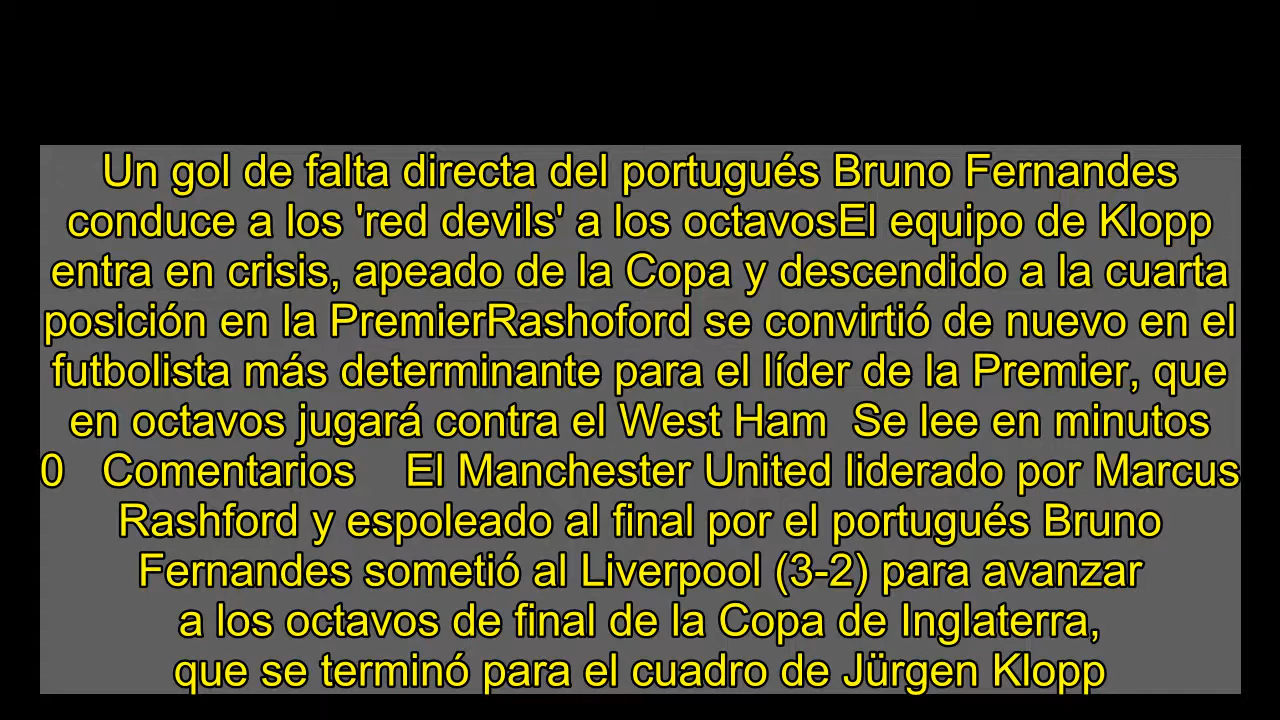 Un gol de falta directa del portugués Bruno Fernandes
conduce a los 'red devils' a los octavosEl equipo de Klopp
entra en crisis, apeado de la Copa y descendido a la cuarta
posición en la PremierRashoford se convirtió de nuevo en el
futbolista más determinante para el líder de la Premier, que
en octavos jugará contra el West Ham  Se lee en minutos
0   Comentarios    El Manchester United liderado por Marcus
Rashford y espoleado al final por el portugués Bruno
Fernandes sometió al Liverpool (3-2) para avanzar
a los octavos de final de la Copa de Inglaterra,
que se terminó para el cuadro de Jürgen Klopp